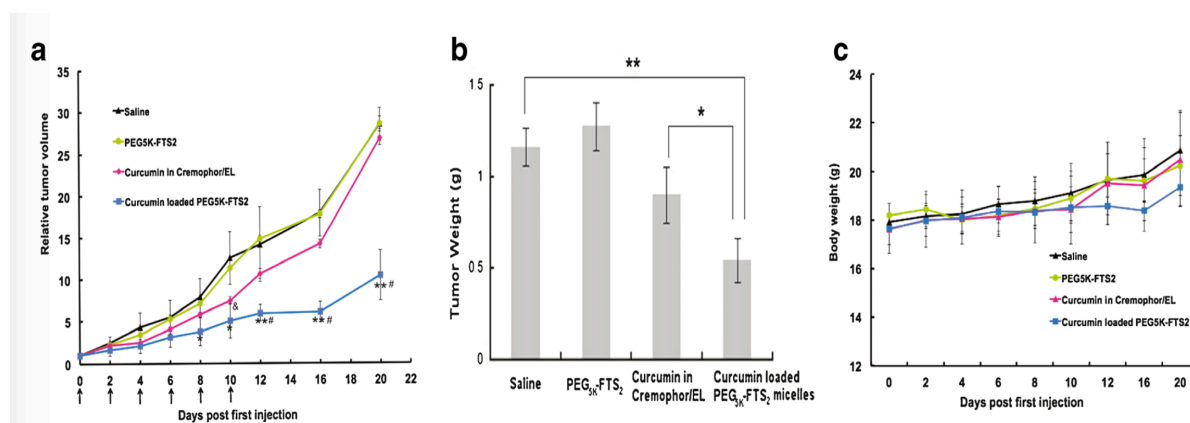 a
Relative tumor volume
35
30
25
20
15
10
5
0
Saline
PEG5K-FTS2
Curcumin in Cremophor/EL
Curcumin loaded PEG5K-FTS2
*
&
*
**#
**#
**#
0 2 4 6 8 10 12 14 16 18 20 22
Days post first injection
b
Tumor Weight (g)
1.5
1
0 5
0
**
*
Saline
PEG5K-FTS2
Curcumin in
Cremophor/EL
Curcumin loaded
PEG5K-FTS2 micelles
c
Body weight (g)
24
22
20
18
16
14
12
Saline
PEG5K-FTS2
Curcumin in Cremophor/EL
Curcumin loaded PEG5K-FTS2
0 2 4 6 8 10 12 16 20
Days post first injection